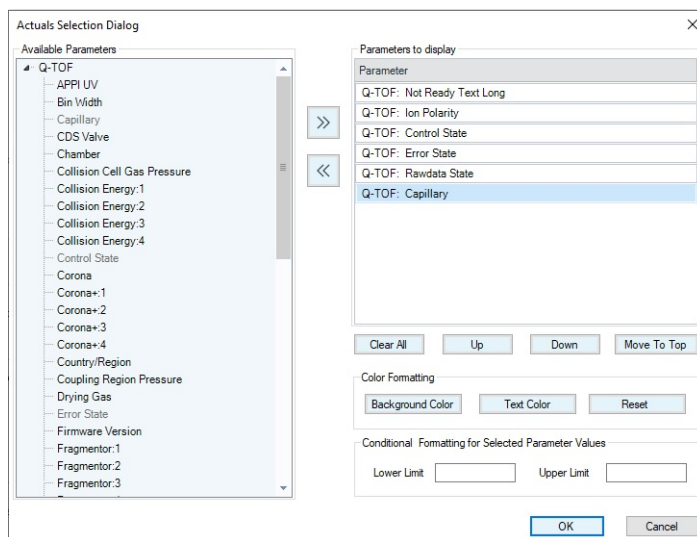 Actuals Selection Dialog
Available Parameters
Q-TOF
APPI UV
Bin Width
Capillary
CDS Valve
Chamber
Collision Cell Gas Pressure
Collision Energy:1
Collision Energy:2
Collision Energy:3
Collision Energy:4
Control State
Corona
Corona+:1
Corona+:2
Corona+:3
Corona+:4
Country/Region
Coupling Region Pressure
Drying Gas
Error State
Firmware Version
Fragmentor:1
Fragmentor:2
Fragmentor:3
Parameters to display
Parameter
Q-TOF: Not Ready Text Long
Q-TOF: Ion Polarity
Q-TOF: Control State
Q-TOF: Error State
Q-TOF: Rawdata State
Q-TOF: Capillary
Clear All Up Down Move To Top
Color Formatting
Background Color Text Color Reset
Conditional Formatting for Selected Parameter Values
Lower Limit Upper Limit
OK Cancel